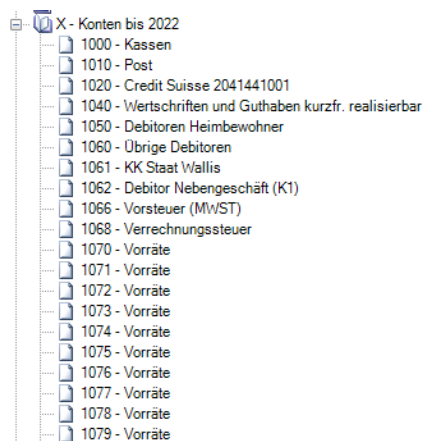 X - Konten bis 2022
1000 - Kassen
1010 - Post
1020 - Credit Suisse 2041441001
1040 - Wertschriften und Guthaben kurzfr. realisierbar
1050 - Debitoren Heimbewohner
1060 - Übrige Debitoren
1061 - KK Staat Wallis
1062 - Debitor Nebengeschäft (K1)
1066 - Vorsteuer (MWST)
1068 - Verrechnungssteuer
1070 - Vorräte
1071 - Vorräte
1072 - Vorräte
1073 - Vorräte
1074 - Vorräte
1075 - Vorräte
1076 - Vorräte
1077 - Vorräte
1078 - Vorräte
1079 - Vorräte